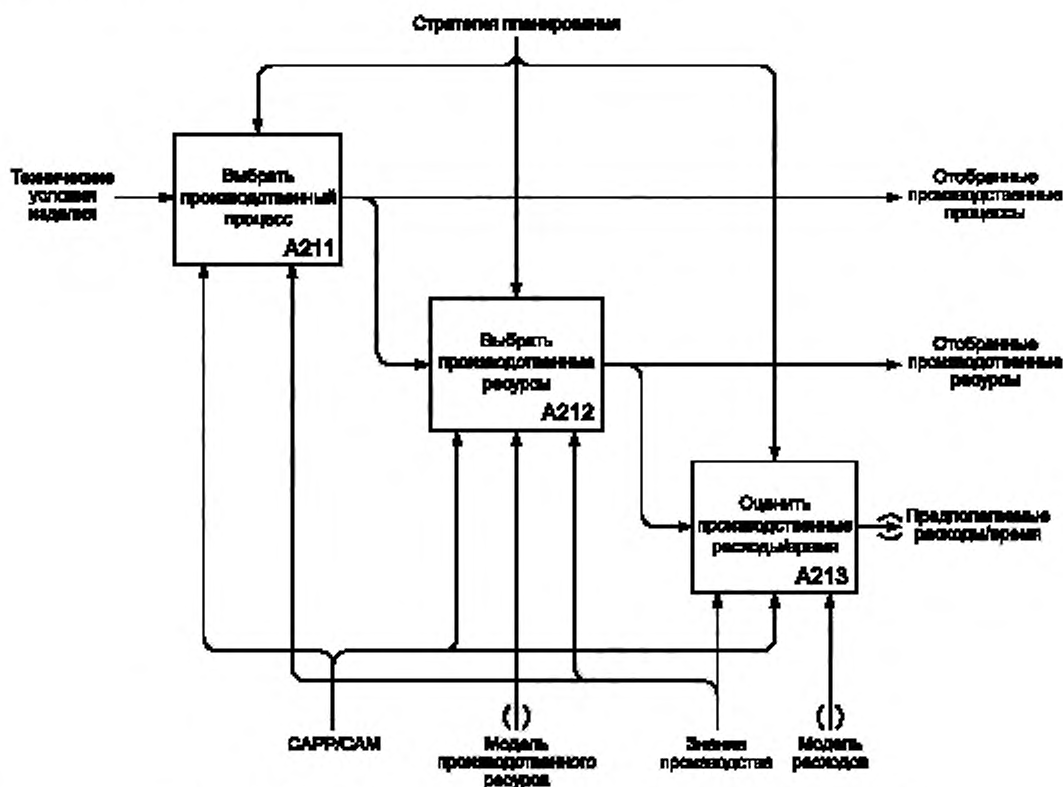 Стратегия планирования
Выбрать
производственный
процесс
A211
Технические
условия
изделия
Отобранные
производственные
процессы
Выбрать
производственные
ресурсы
A212
Отобранные
производственные
ресурсы
Оценить
производственные
расходы/время
A213
Предполагаемые
расходы/время
CAPP/CAM
Модель
производственного
ресурса
Знания
производства
Модель
расходов